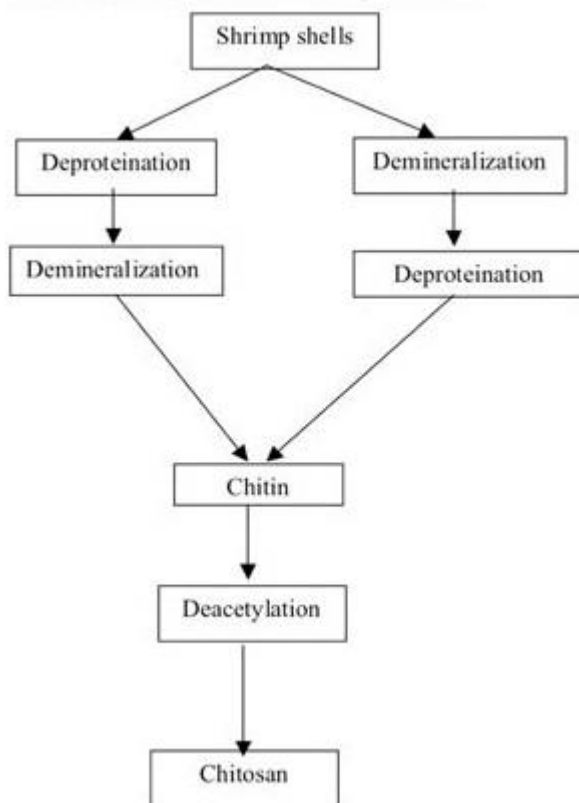 Shrimp shells
Deproteination
Demineralization
Demineralization
Deproteination
Chitin
Deacetylation
Chitosan